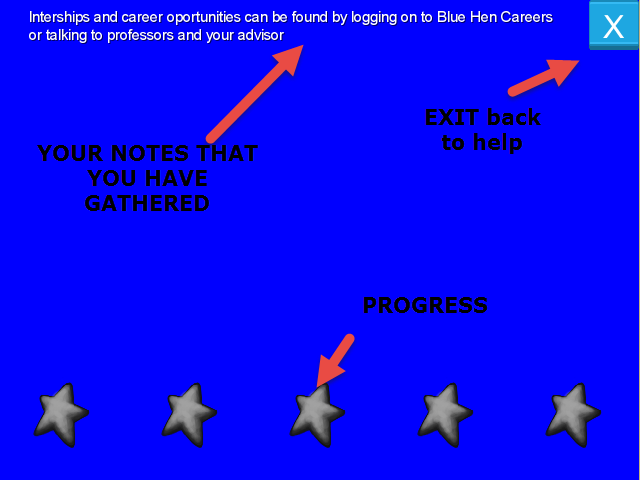 Interships and career oportunities can be found by logging on to Blue Hen Careers
or talking to professors and your advisor
X
EXIT back
to help
YOUR NOTES THAT
YOU HAVE
GATHERED
PROGRESS